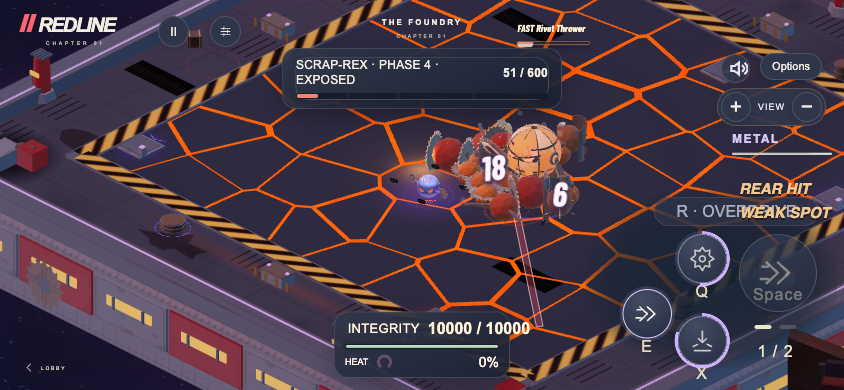 REDLINE
CHAPTER 01
THE FOUNDRY
CHAPTER 01
FAST Rivet Thrower
SCRAP-REX · PHASE 4 ·
EXPOSED
51 / 600
Options
+ VIEW −
METAL
18
6
REAR HIT
WEAK SPOT
R · OVERDRIVE
Q
Space
E
X
1 / 2
INTEGRITY 10000 / 10000
HEAT 0%
LOBBY